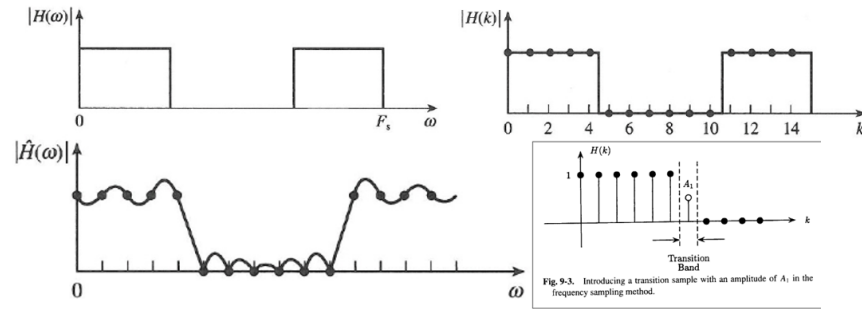 |H(ω)|
0
F_s
ω
|H(k)|
0 2 4 6 8 10 12 14
k
|Ĥ(ω)|
0
ω
H(k)
1
A₁
k
Transition
Band
Fig. 9-3. Introducing a transition sample with an amplitude of A₁ in the
frequency sampling method.